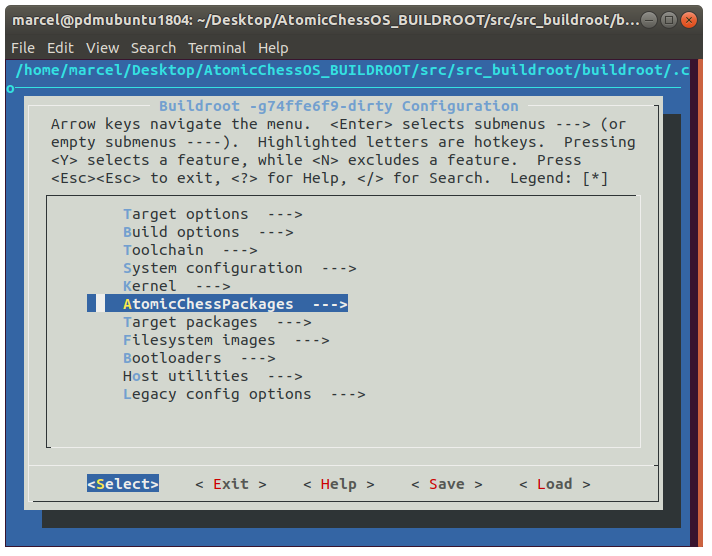 marcel@pdmubuntu1804: ~/Desktop/AtomicChessOS_BUILDROOT/src/src_buildroot/b...
File Edit View Search Terminal Help
/home/marcel/Desktop/AtomicChessOS_BUILDROOT/src/src_buildroot/buildroot/.c
o
Buildroot -g74ffe6f9-dirty Configuration
Arrow keys navigate the menu.  <Enter> selects submenus ---> (or
empty submenus ----).  Highlighted letters are hotkeys.  Pressing
<Y> selects a feature, while <N> excludes a feature.  Press
<Esc><Esc> to exit, <?> for Help, </> for Search.  Legend: [*]
Target options  --->
Build options  --->
Toolchain  --->
System configuration  --->
Kernel  --->
AtomicChessPackages  --->
Target packages  --->
Filesystem images  --->
Bootloaders  --->
Host utilities  --->
Legacy config options  --->
<Select>    < Exit >    < Help >    < Save >    < Load >